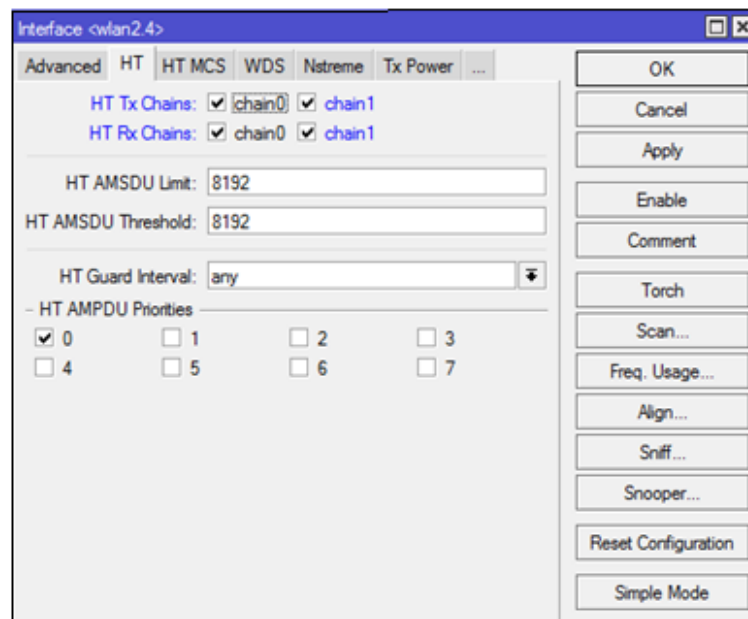 Interface <wlan2.4>
Advanced HT HT MCS WDS Nstreme Tx Power ...
HT Tx Chains: chain0 chain1
HT Rx Chains: chain0 chain1
HT AMSDU Limit: 8192
HT AMSDU Threshold: 8192
HT Guard Interval: any
HT AMPDU Priorities
0 1 2 3
4 5 6 7
OK
Cancel
Apply
Enable
Comment
Torch
Scan...
Freq. Usage...
Align...
Sniff...
Snooper...
Reset Configuration
Simple Mode